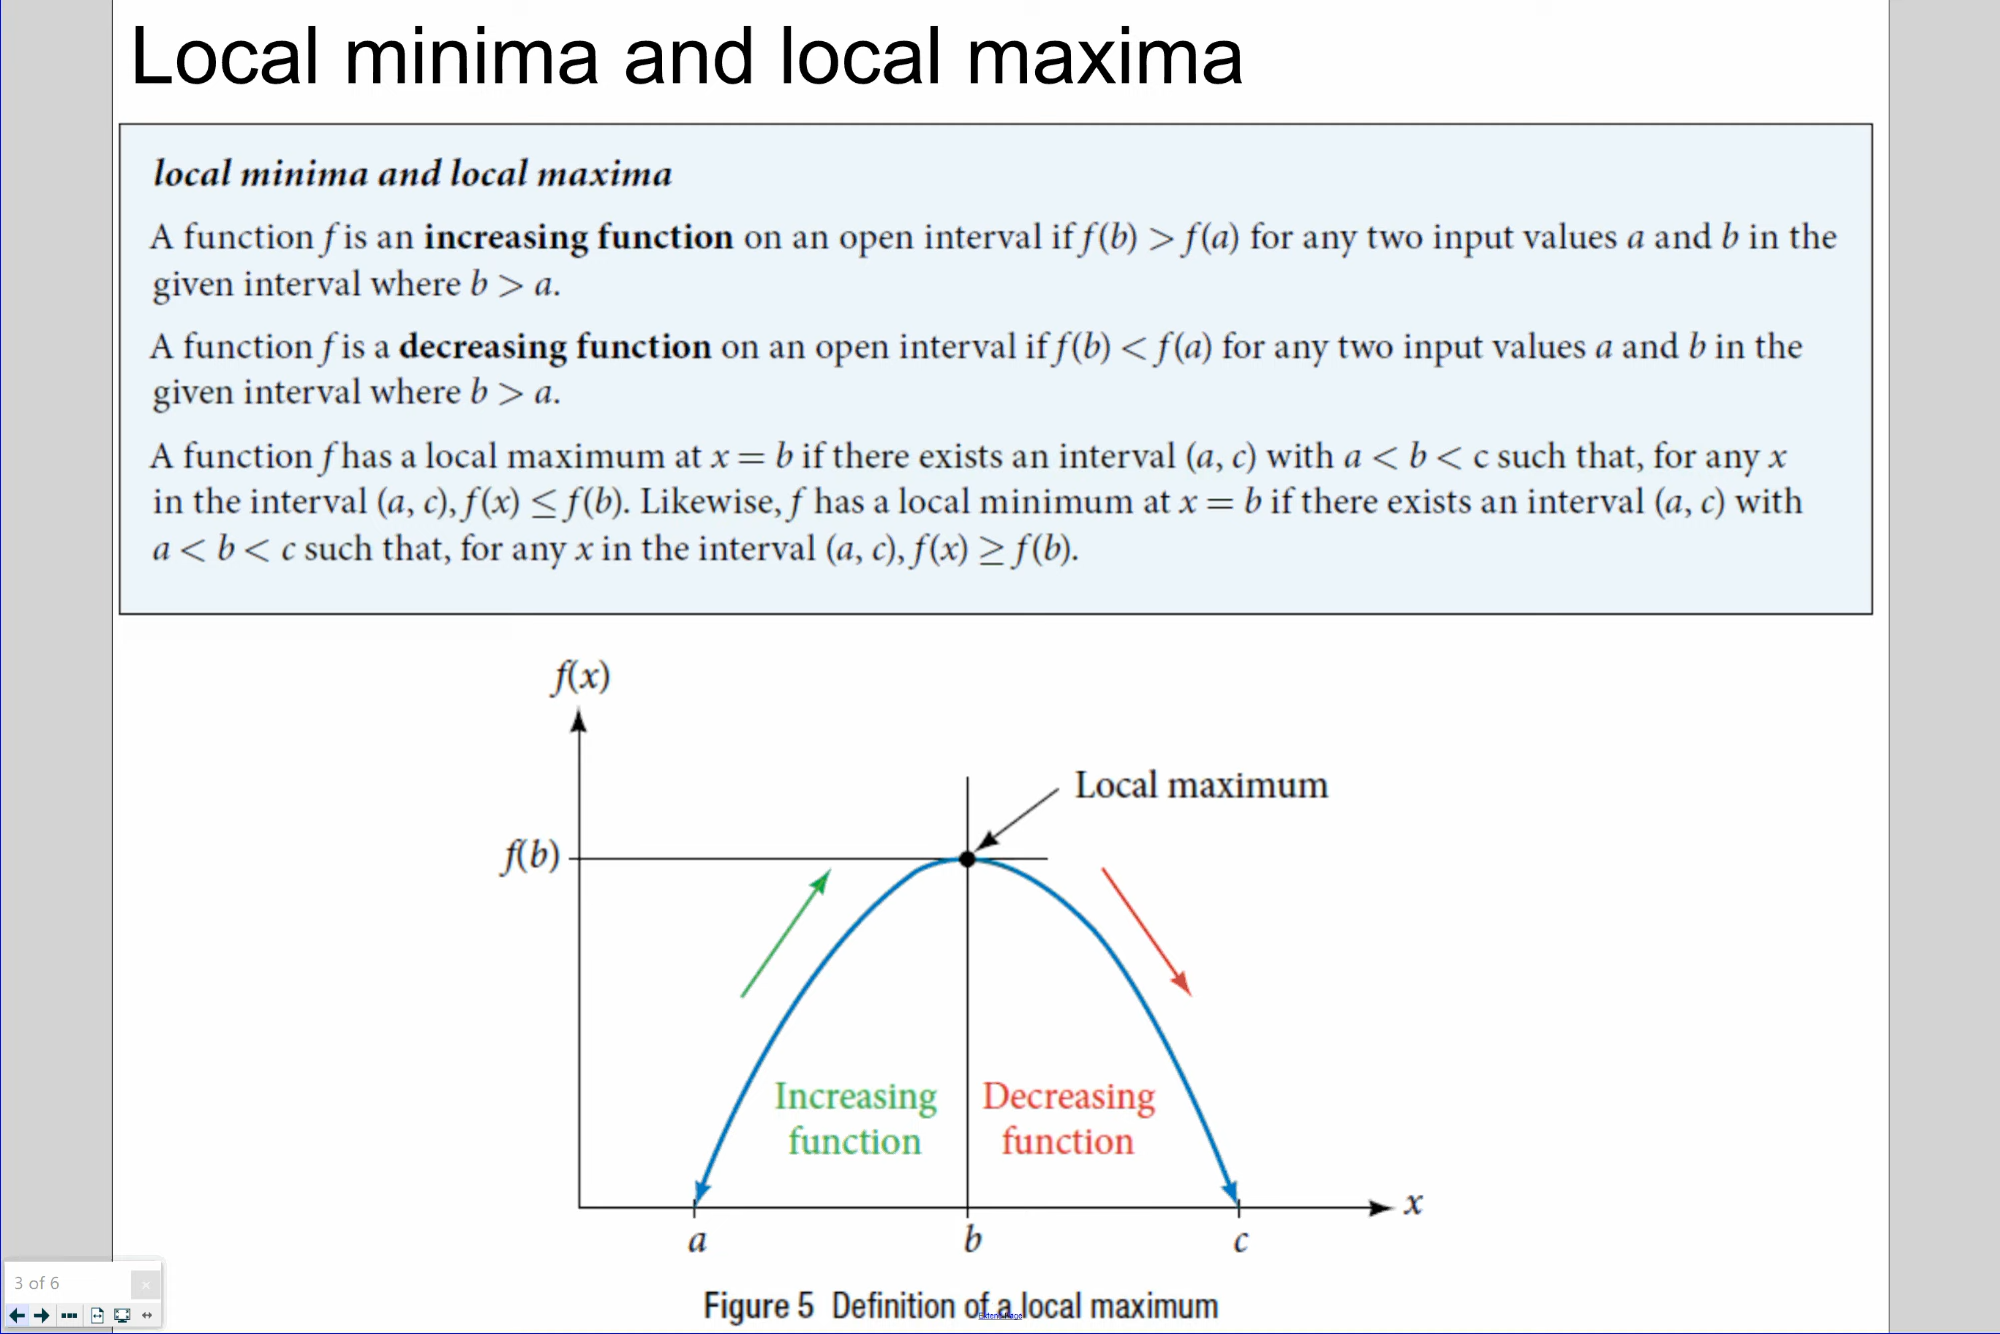 Local minima and local maxima
local minima and local maxima
A function f is an increasing function on an open interval if f(b) > f(a) for any two input values a and b in the
given interval where b > a.
A function f is a decreasing function on an open interval if f(b) < f(a) for any two input values a and b in the
given interval where b > a.
A function f has a local maximum at x = b if there exists an interval (a, c) with a < b < c such that, for any x
in the interval (a, c), f(x) ≤ f(b). Likewise, f has a local minimum at x = b if there exists an interval (a, c) with
a < b < c such that, for any x in the interval (a, c), f(x) ≥ f(b).
f(x)
Local maximum
f(b)
Increasing
function
Decreasing
function
x
a
b
c
Figure 5 Definition of a local maximum
Extend Page
3 of 6